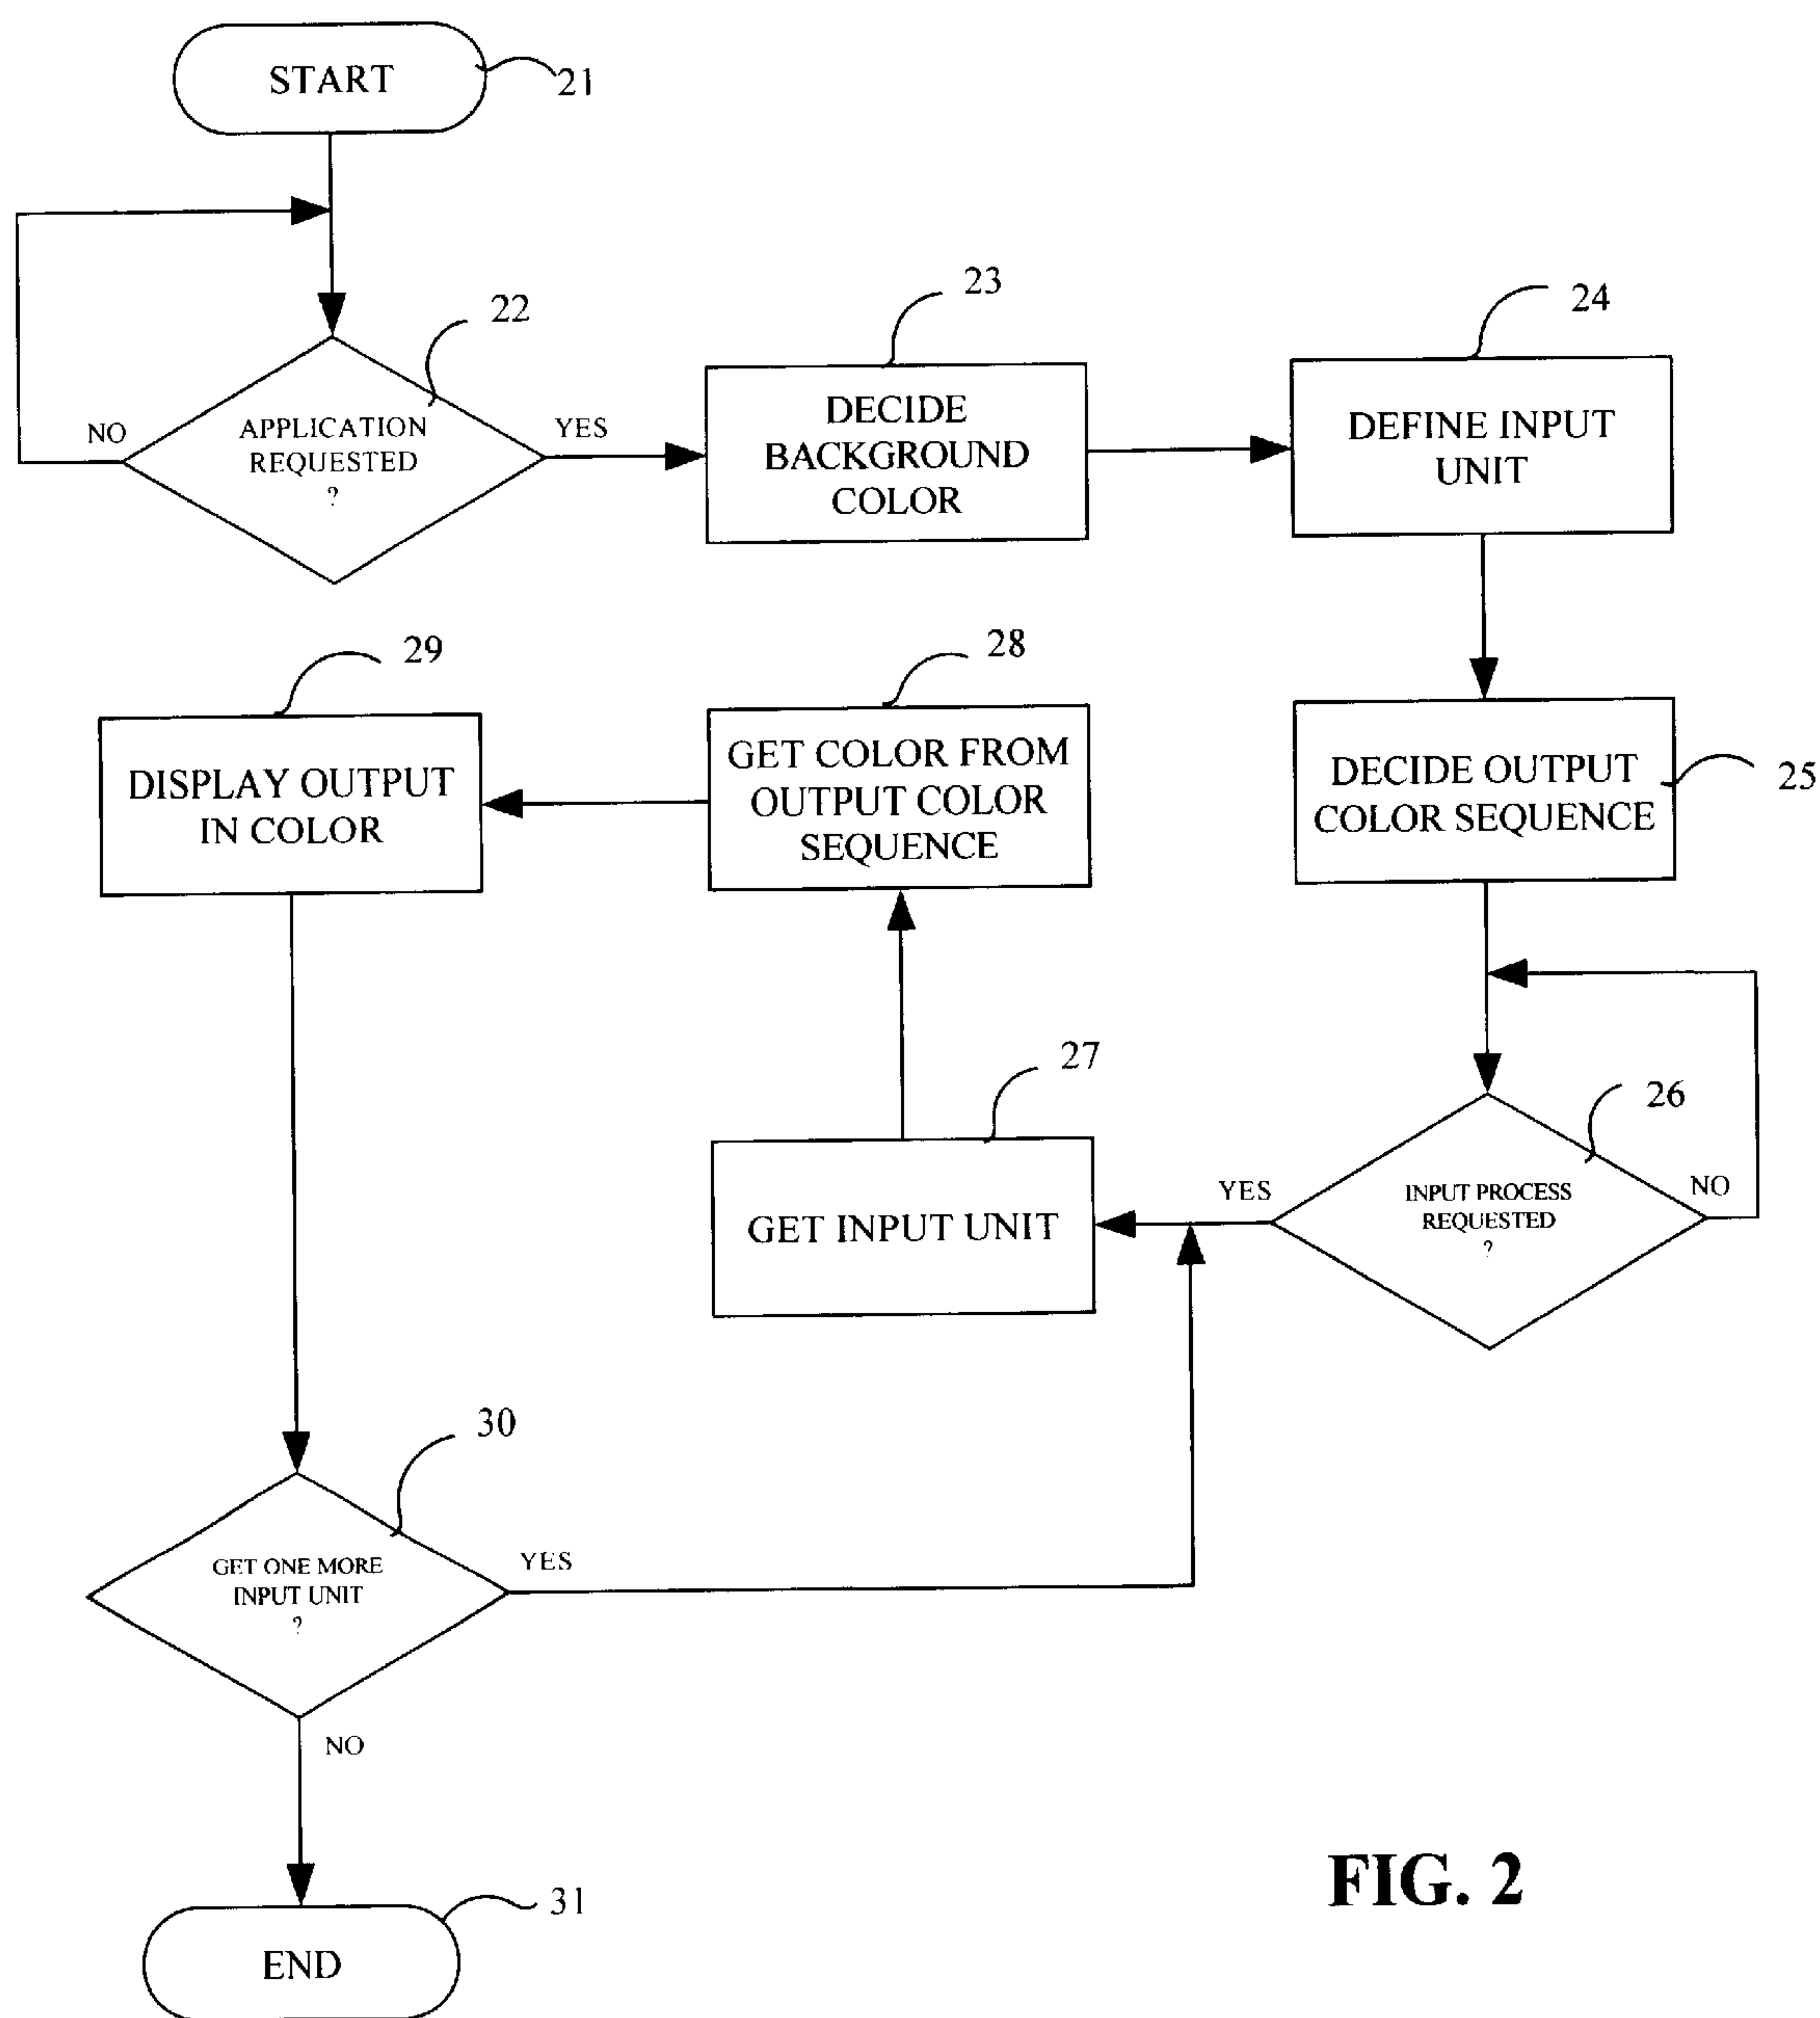 START
21
22
APPLICATION
REQUESTED
?
NO
YES
23
DECIDE
BACKGROUND
COLOR
24
DEFINE INPUT
UNIT
25
DECIDE OUTPUT
COLOR SEQUENCE
26
INPUT PROCESS
REQUESTED
?
NO
YES
27
GET INPUT UNIT
28
GET COLOR FROM
OUTPUT COLOR
SEQUENCE
29
DISPLAY OUTPUT
IN COLOR
30
GET ONE MORE
INPUT UNIT
?
YES
NO
31
END
FIG. 2